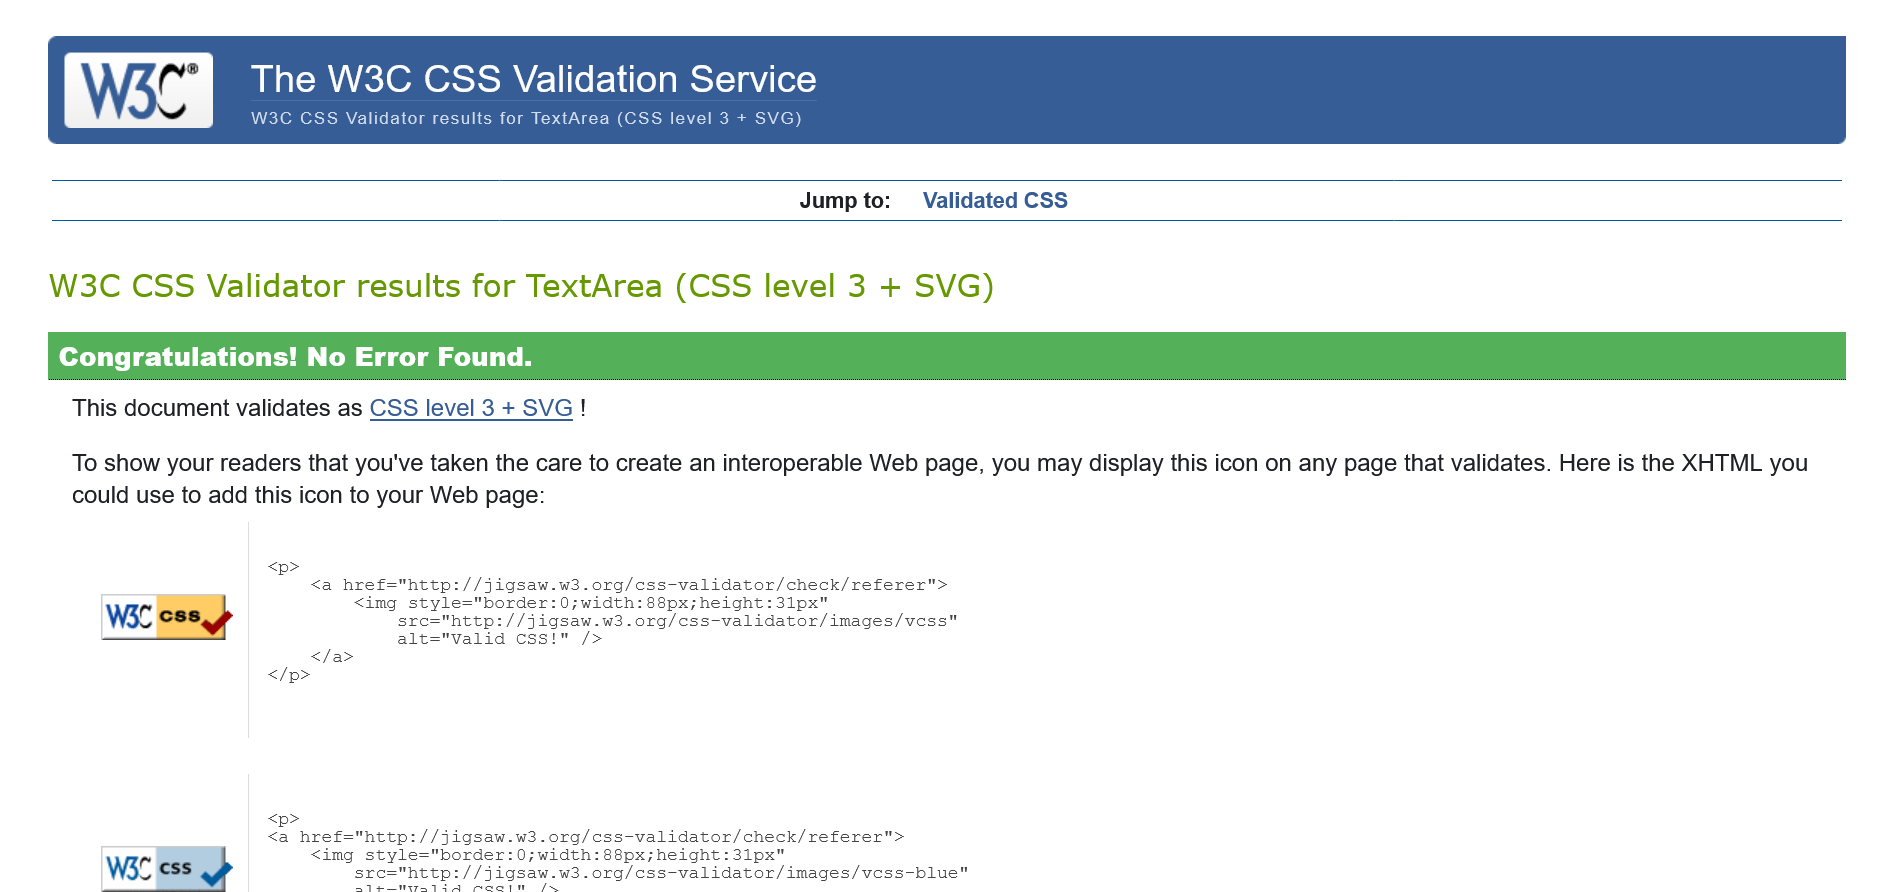 W3C®
The W3C CSS Validation Service
W3C CSS Validator results for TextArea (CSS level 3 + SVG)
Jump to: Validated CSS
W3C CSS Validator results for TextArea (CSS level 3 + SVG)
Congratulations! No Error Found.
This document validates as CSS level 3 + SVG !
To show your readers that you've taken the care to create an interoperable Web page, you may display this icon on any page that validates. Here is the XHTML you
could use to add this icon to your Web page:
<p>
<a href="http://jigsaw.w3.org/css-validator/check/referer">
<img style="border:0;width:88px;height:31px"
W3C css
src="http://jigsaw.w3.org/css-validator/images/vcss"
alt="Valid CSS!" />
</a>
</p>
<p>
<a href="http://jigsaw.w3.org/css-validator/check/referer">
<img style="border:0;width:88px;height:31px"
W3C css
src="http://jigsaw.w3.org/css-validator/images/vcss-blue"
alt="Valid CSS!" />